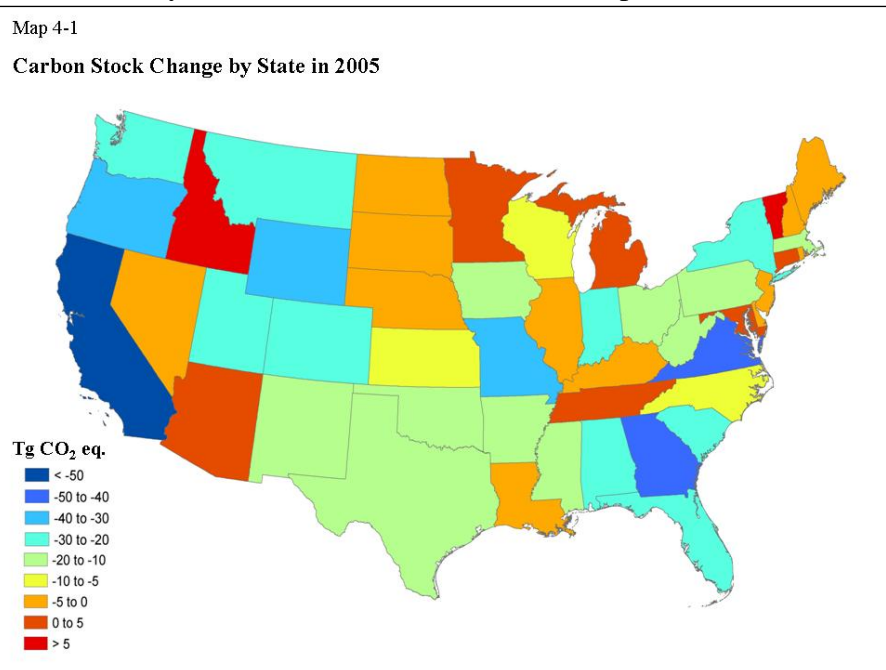 Map 4-1
Carbon Stock Change by State in 2005
Tg CO₂ eq.
< -50
-50 to -40
-40 to -30
-30 to -20
-20 to -10
-10 to -5
-5 to 0
0 to 5
> 5